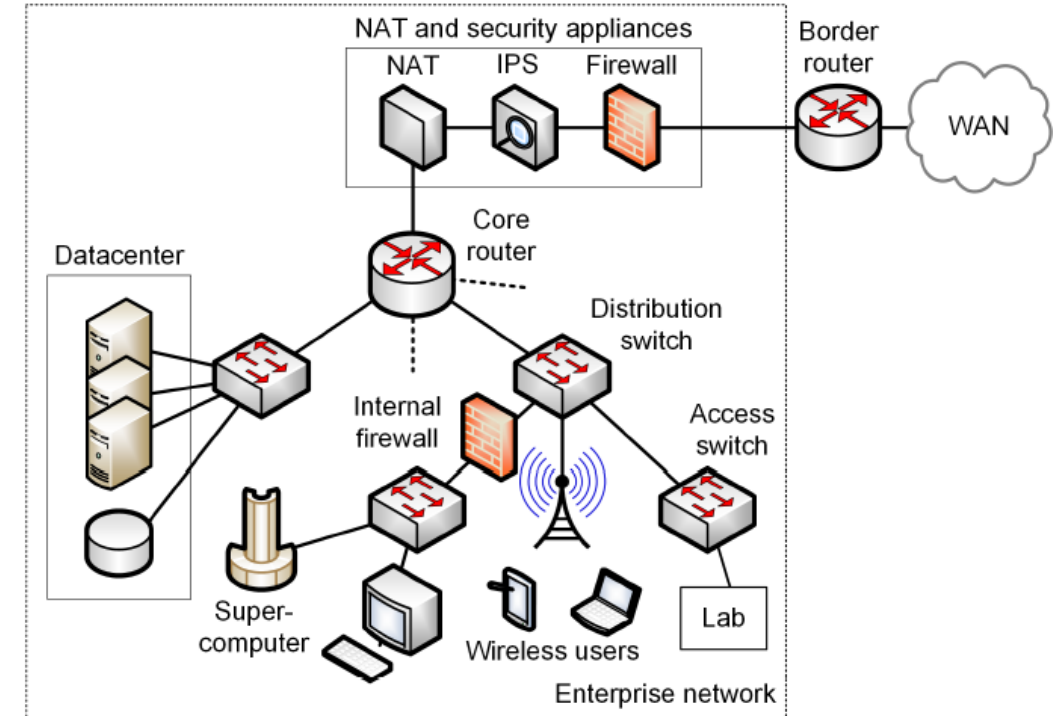 NAT and security appliances
NAT
IPS
Firewall
Border
router
WAN
Core
router
Datacenter
Distribution
switch
Internal
firewall
Access
switch
Super-
computer
Wireless users
Lab
Enterprise network